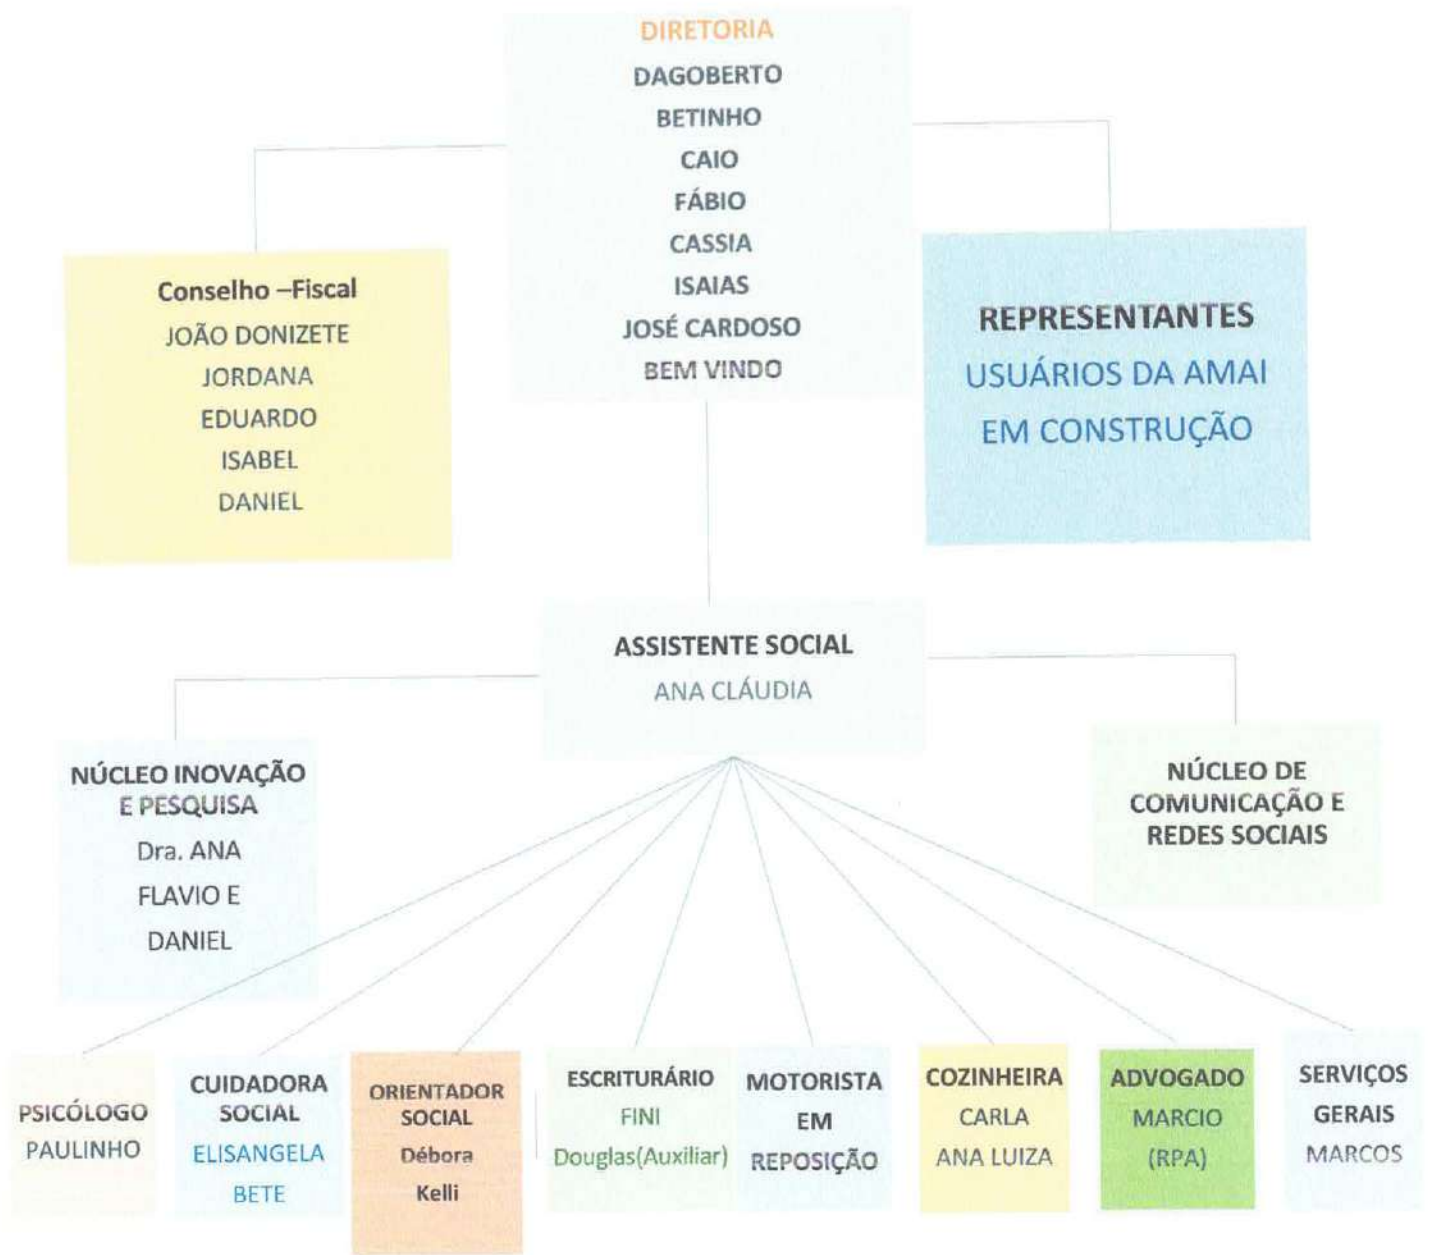 DIRETORIA
DAGOBERTO
BETINHO
CAIO
FÁBIO
CASSIA
ISAIAS
JOSÉ CARDOSO
BEM VINDO
Conselho –Fiscal
JOÃO DONIZETE
JORDANA
EDUARDO
ISABEL
DANIEL
REPRESENTANTES
USUÁRIOS DA AMAI
EM CONSTRUÇÃO
ASSISTENTE SOCIAL
ANA CLÁUDIA
NÚCLEO INOVAÇÃO
E PESQUISA
Dra. ANA
FLAVIO E
DANIEL
NÚCLEO DE
COMUNICAÇÃO E
REDES SOCIAIS
PSICÓLOGO
PAULINHO
CUIDADORA
SOCIAL
ELISANGELA
BETE
ORIENTADOR
SOCIAL
Débora
Kelli
ESCRITURÁRIO
FINI
Douglas(Auxiliar)
MOTORISTA
EM
REPOSIÇÃO
COZINHEIRA
CARLA
ANA LUIZA
ADVOGADO
MARCIO
(RPA)
SERVIÇOS
GERAIS
MARCOS